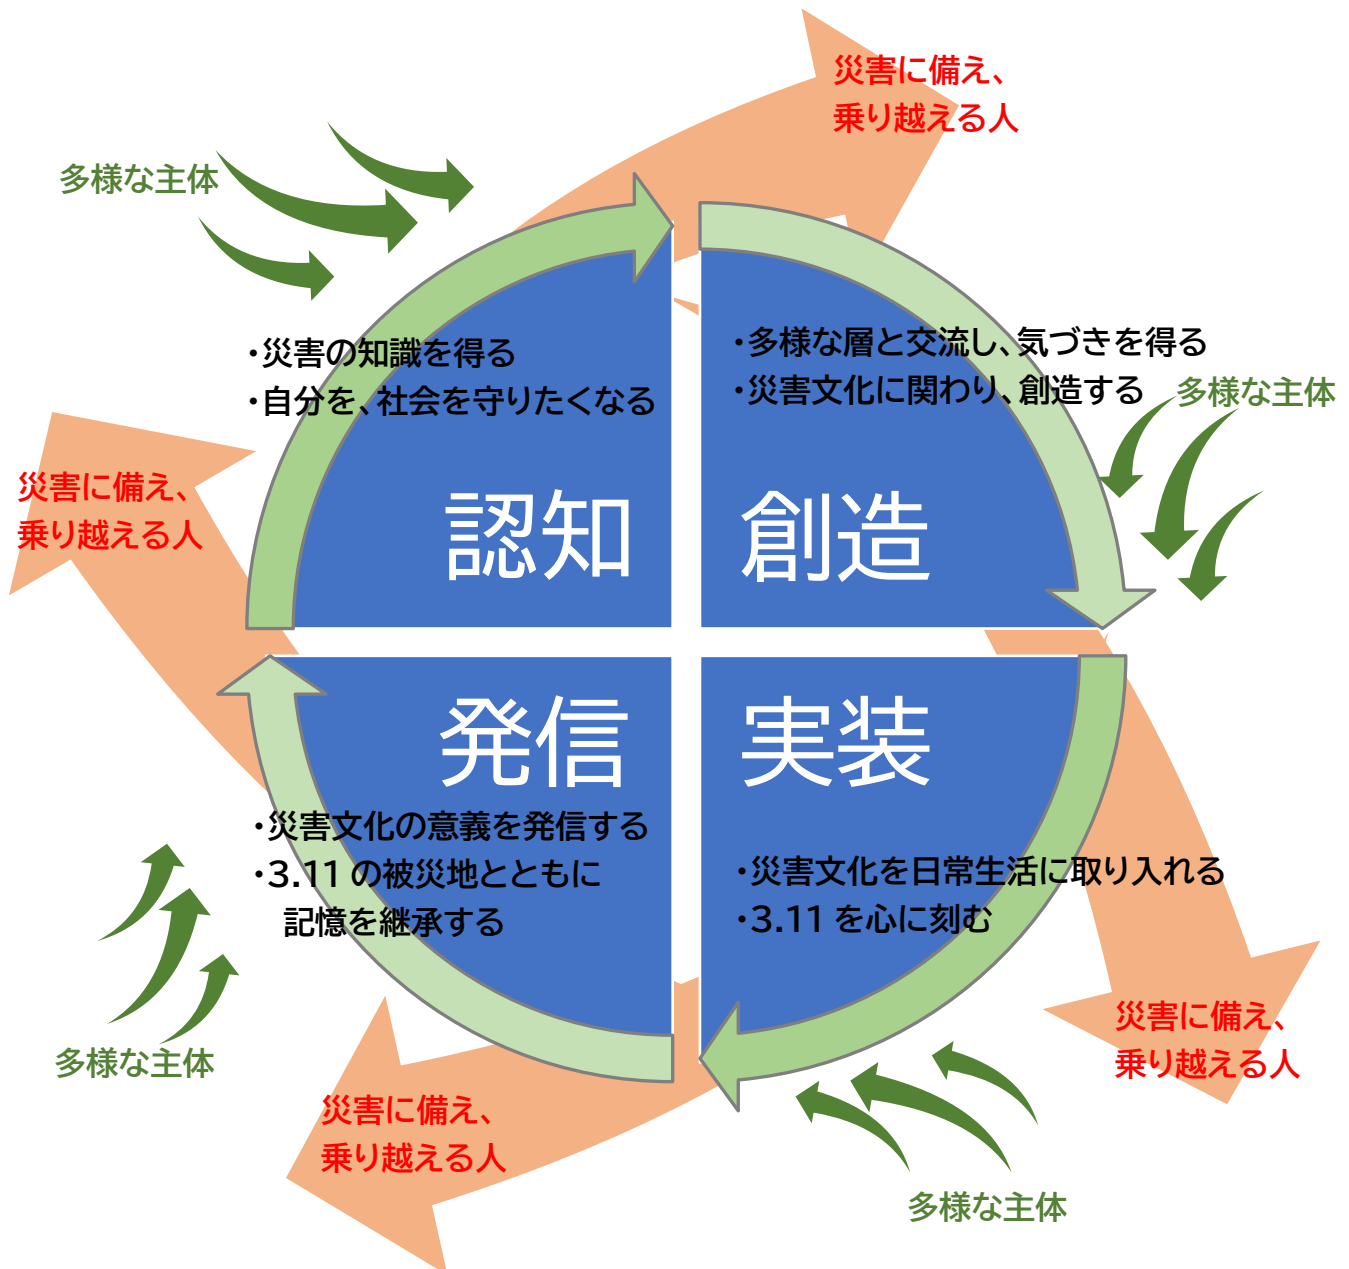 災害に備え、
乗り越える人
多様な主体
・災害の知識を得る
・自分を、社会を守りたくなる
・多様な層と交流し、気づきを得る
・災害文化に関わり、創造する
多様な主体
災害に備え、
乗り越える人
認知
創造
発信
実装
・災害文化の意義を発信する
・3.11 の被災地とともに
記憶を継承する
・災害文化を日常生活に取り入れる
・3.11 を心に刻む
災害に備え、
乗り越える人
多様な主体
災害に備え、
乗り越える人
多様な主体